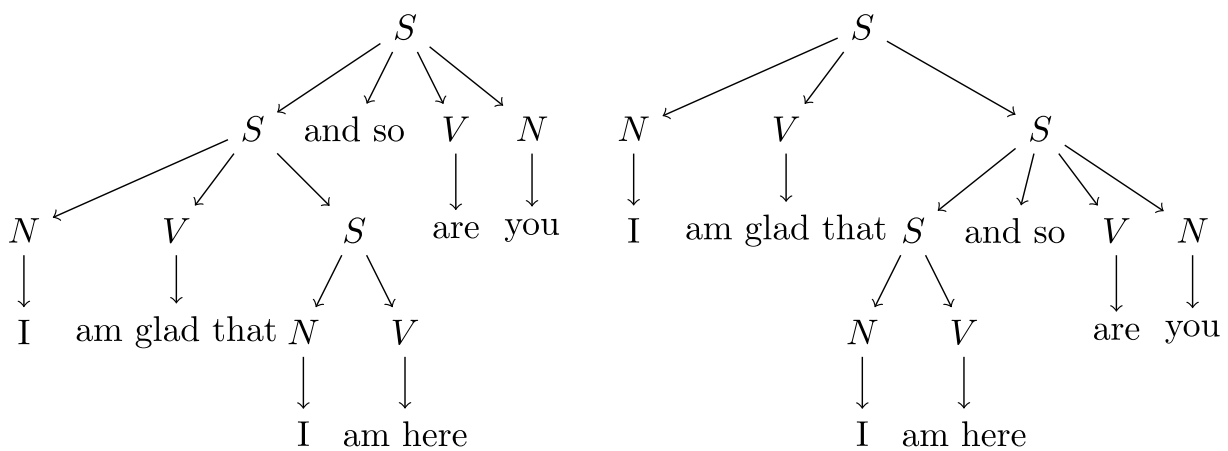 S S
S and so V N N V S
N V S are you I am glad that S and so V N
I am glad that N V N V are you
I am here I am here